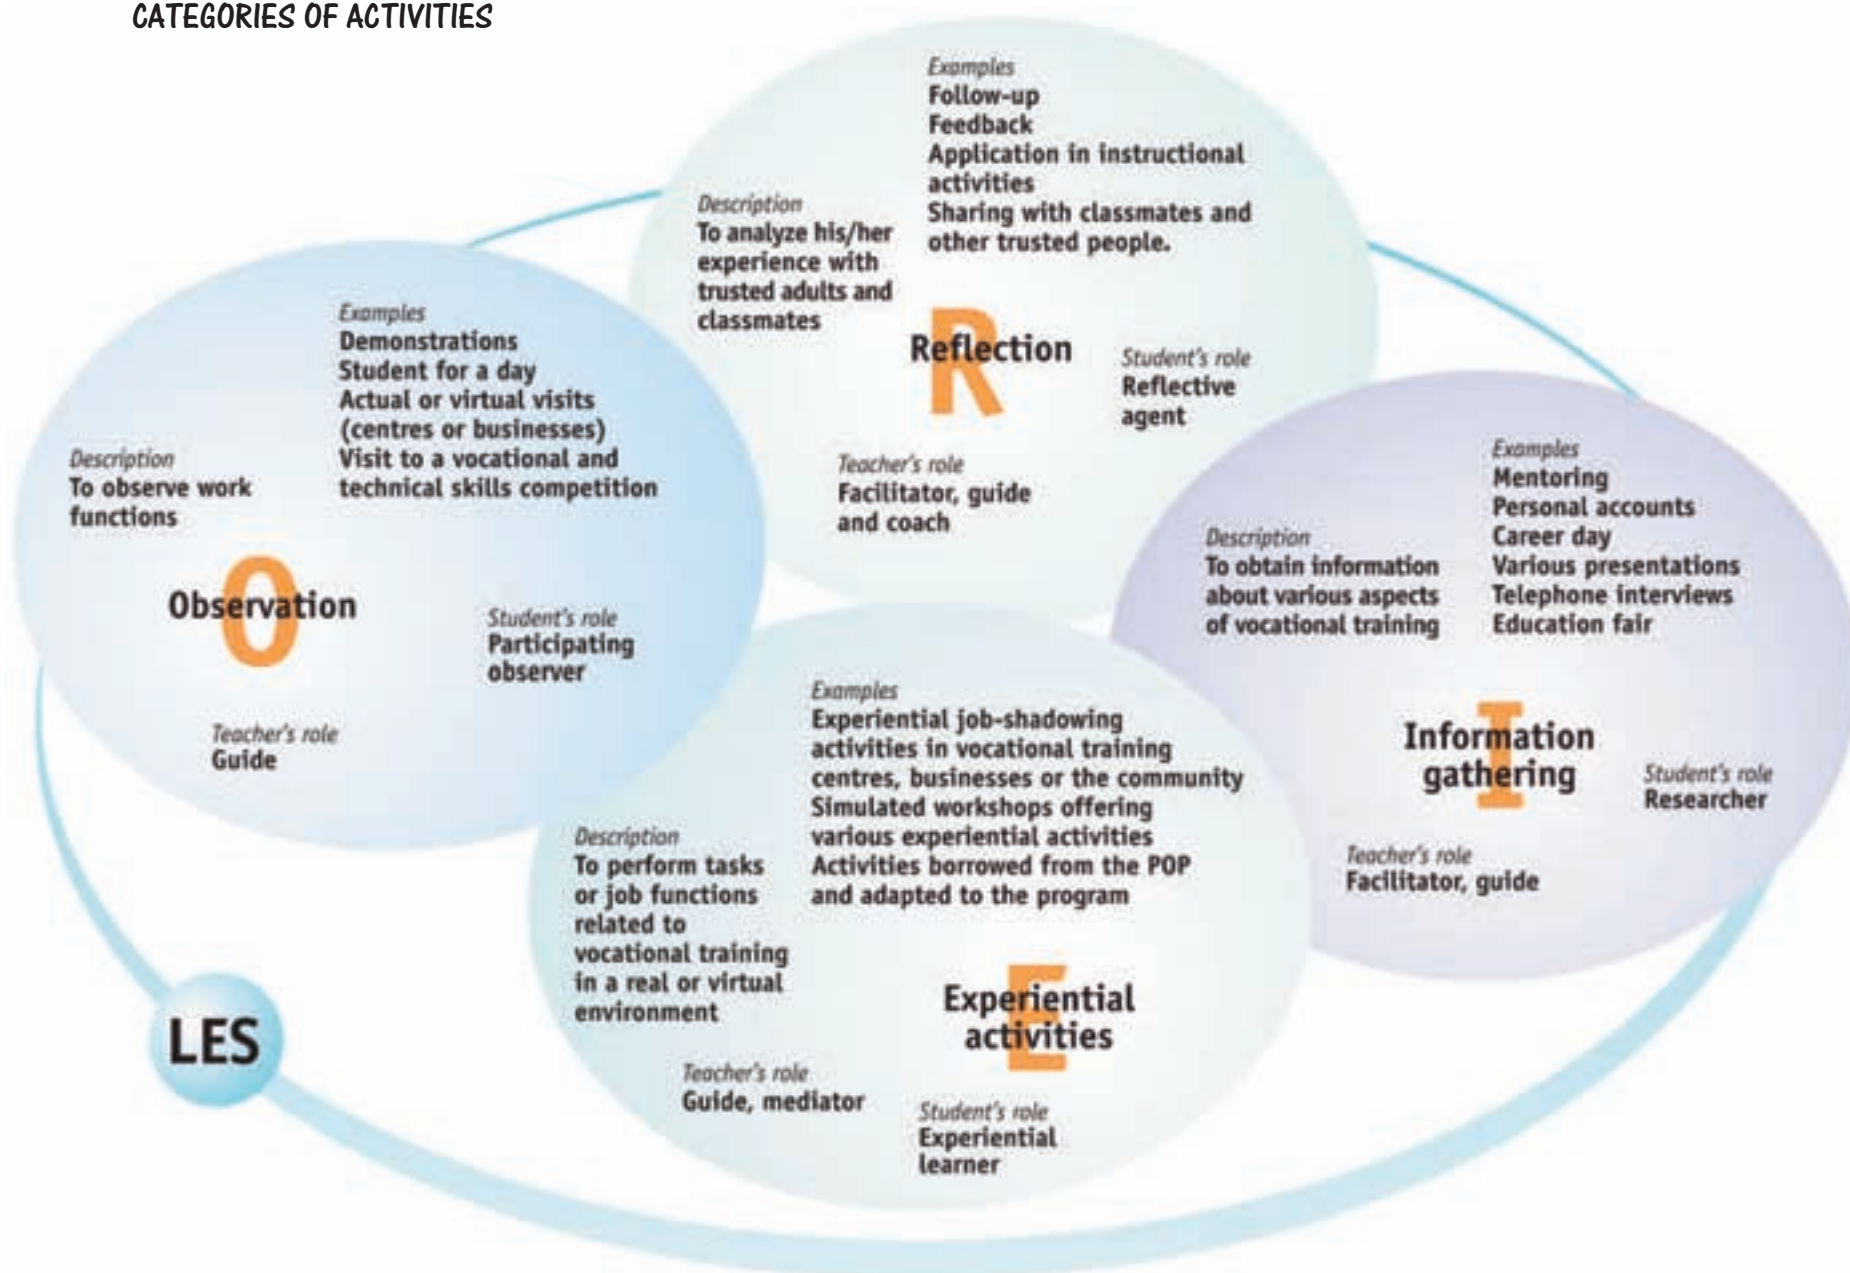 CATEGORIES OF ACTIVITIES
Examples
Follow-up
Feedback
Application in instructional
activities
Sharing with classmates and
other trusted people.
Description
To analyze his/her
experience with
trusted adults and
classmates
R
Reflection
Student's role
Reflective
agent
Teacher's role
Facilitator, guide
and coach
Examples
Demonstrations
Student for a day
Actual or virtual visits
(centres or businesses)
Visit to a vocational and
technical skills competition
Description
To observe work
functions
O
Observation
Student's role
Participating
observer
Teacher's role
Guide
Examples
Mentoring
Personal accounts
Career day
Various presentations
Telephone interviews
Education fair
Description
To obtain information
about various aspects
of vocational training
I
Information
gathering
Student's role
Researcher
Teacher's role
Facilitator, guide
Examples
Experiential job-shadowing
activities in vocational training
centres, businesses or the community
Simulated workshops offering
various experiential activities
Activities borrowed from the POP
and adapted to the program
Description
To perform tasks
or job functions
related to
vocational training
in a real or virtual
environment
E
Experiential
activities
Teacher's role
Guide, mediator
Student's role
Experiential
learner
LES